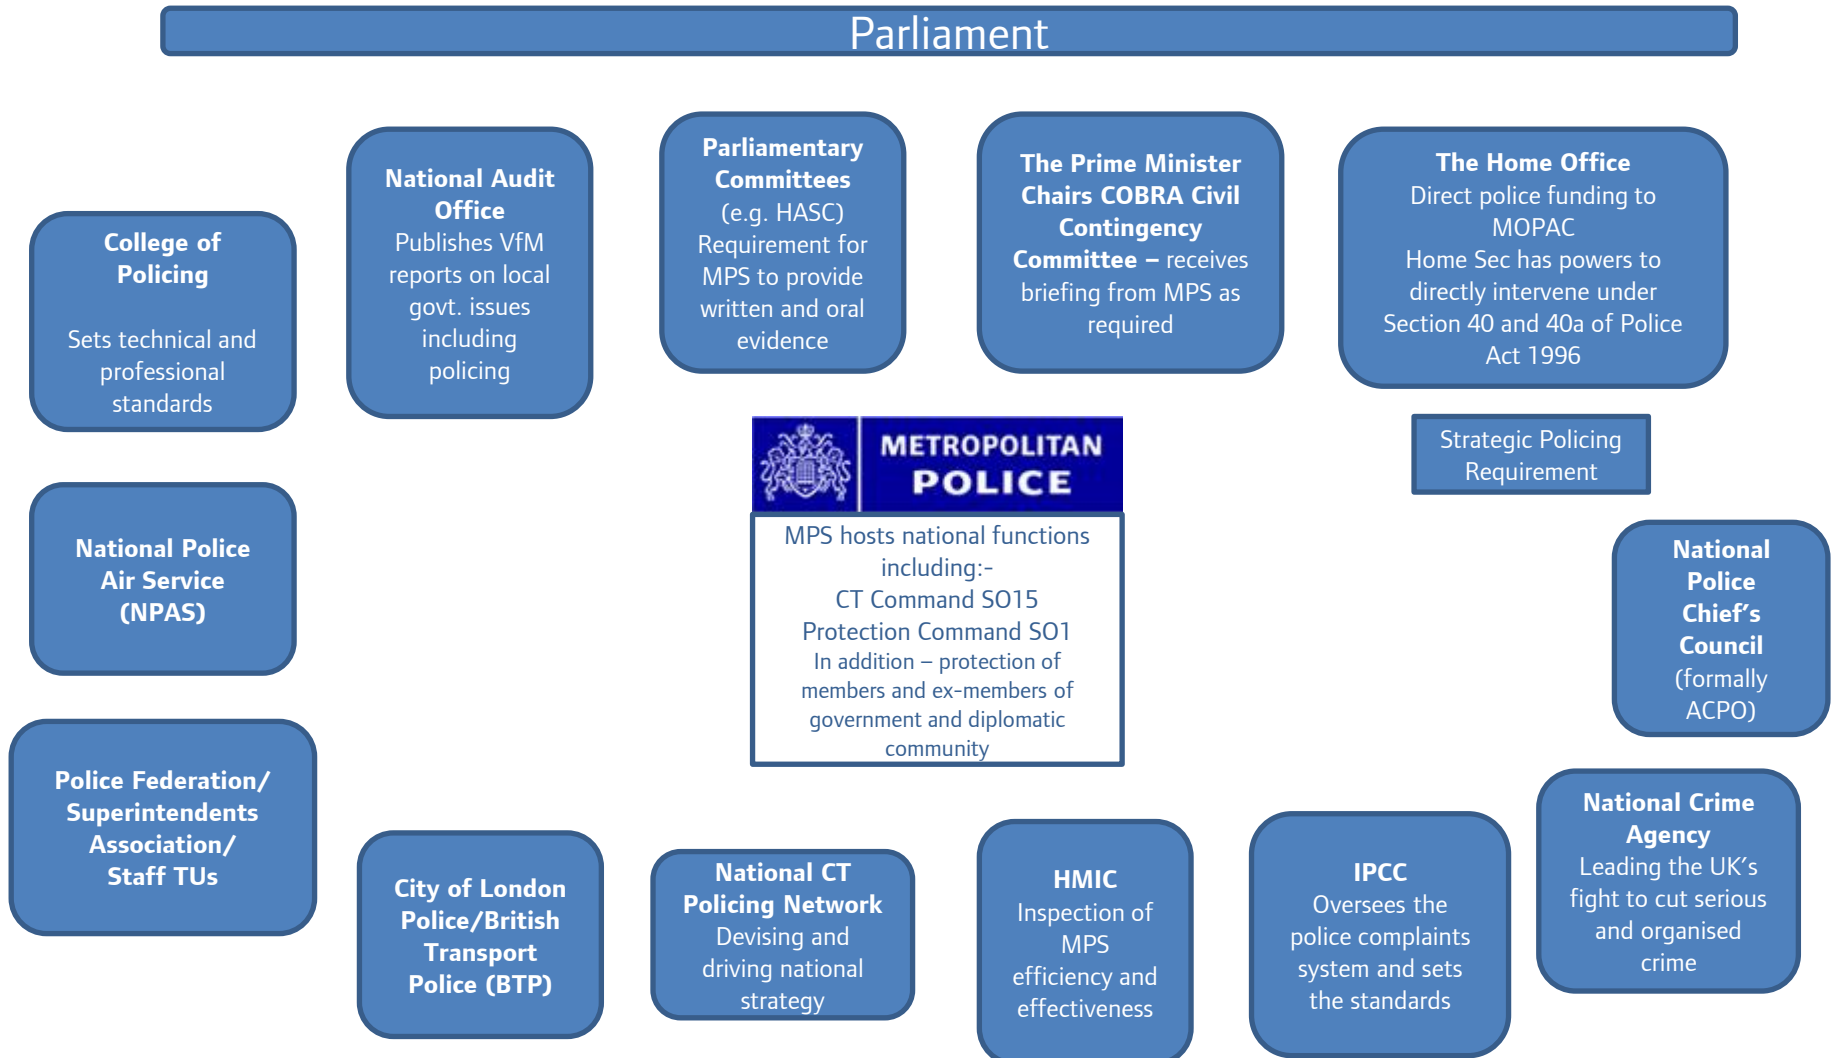 Parliament
College of
Policing
Sets technical and
professional
standards
National Audit
Office
Publishes VfM
reports on local
govt. issues
including
policing
Parliamentary
Committees
(e.g. HASC)
Requirement for
MPS to provide
written and oral
evidence
The Prime Minister
Chairs COBRA Civil
Contingency
Committee – receives
briefing from MPS as
required
The Home Office
Direct police funding to
MOPAC
Home Sec has powers to
directly intervene under
Section 40 and 40a of Police
Act 1996
Strategic Policing
Requirement
METROPOLITAN
POLICE
MPS hosts national functions
including:-
CT Command SO15
Protection Command SO1
In addition – protection of
members and ex-members of
government and diplomatic
community
National Police
Air Service
(NPAS)
National
Police
Chief’s
Council
(formally
ACPO)
Police Federation/
Superintendents
Association/
Staff TUs
City of London
Police/British
Transport
Police (BTP)
National CT
Policing Network
Devising and
driving national
strategy
HMIC
Inspection of
MPS
efficiency and
effectiveness
IPCC
Oversees the
police complaints
system and sets
the standards
National Crime
Agency
Leading the UK’s
fight to cut serious
and organised
crime